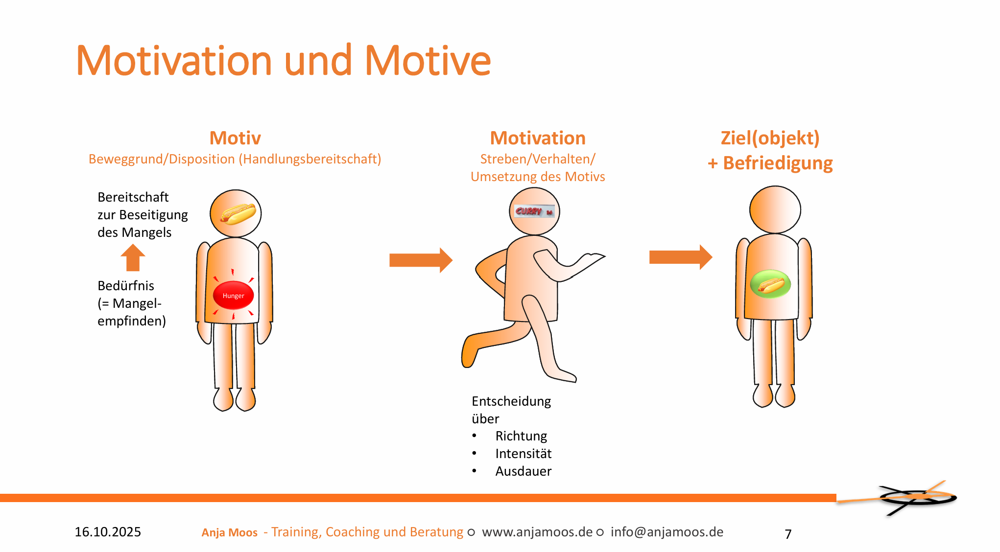 Motivation und Motive
Motiv
Beweggrund/Disposition (Handlungsbereitschaft)
Bereitschaft
zur Beseitigung
des Mangels
Bedürfnis
(= Mangel-
empfinden)
Hunger
Motivation
Streben/Verhalten/
Umsetzung des Motivs
CURRY
Entscheidung
über
• Richtung
• Intensität
• Ausdauer
Ziel(objekt)
+ Befriedigung
16.10.2025
Anja Moos - Training, Coaching und Beratung ○ www.anjamoos.de ○ info@anjamoos.de
7